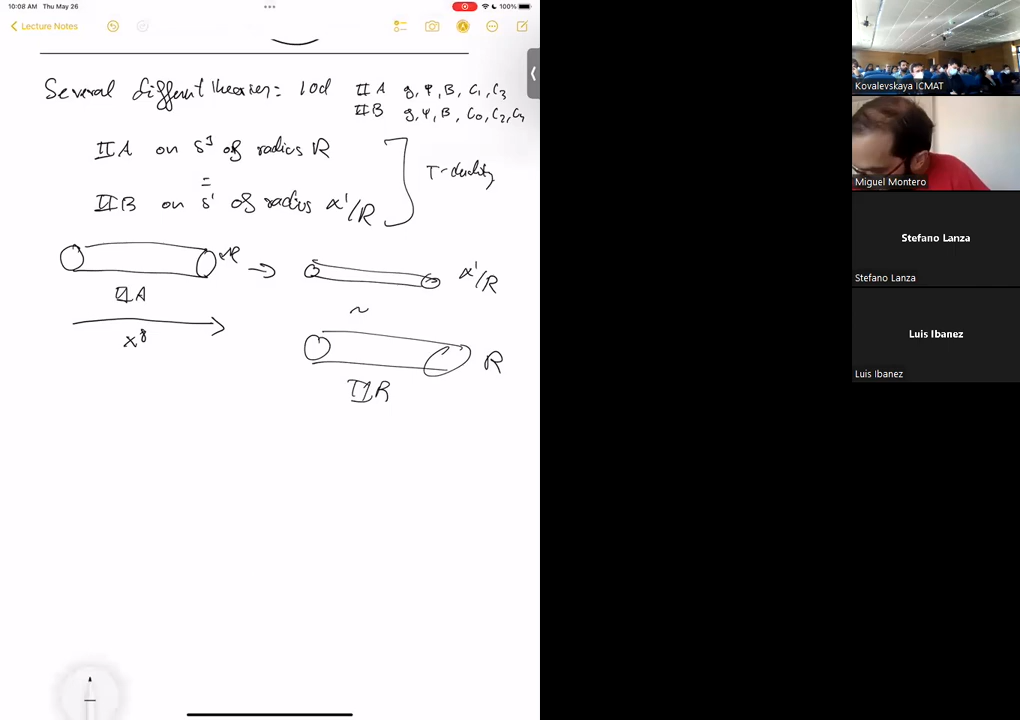 10:08 AM Thu May 26
100%
Lecture Notes
Several different theories: 10d IIA g, φ, B, C1, C3
IIB g, φ, B, C0, C2, C4
IIA on S1 of radius R
=
IIB on S1 of radius α'/R
T-duality
R → α'/R
IIA
~
x8
R
IIB
Kovalevskaya ICMAT
Miguel Montero
Stefano Lanza
Stefano Lanza
Luis Ibanez
Luis Ibanez